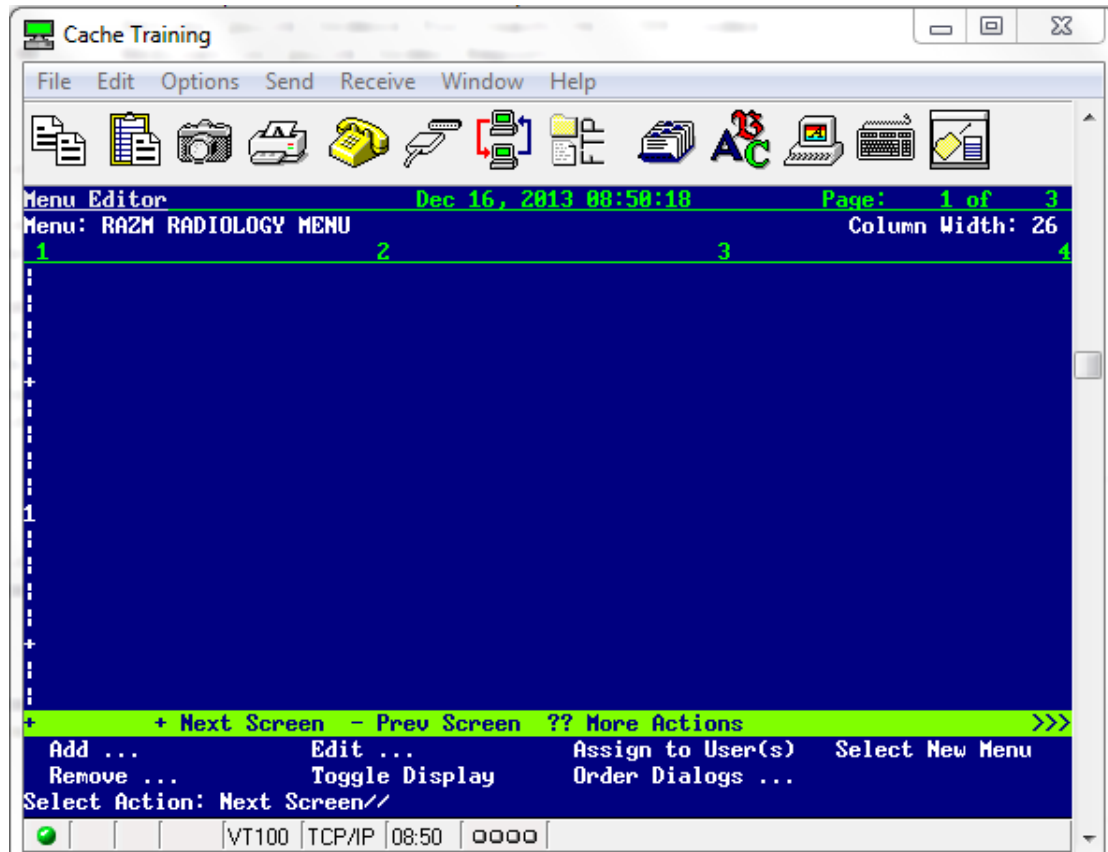 Cache Training
File Edit Options Send Receive Window Help
FTP ABC
Menu Editor Dec 16, 2013 08:50:18 Page: 1 of 3
Menu: RAZM RADIOLOGY MENU Column Width: 26
1 2 3 4
¦
¦
¦
¦
+
¦
¦
¦
¦
1
¦
¦
¦
¦
+
¦
¦
+ + Next Screen - Prev Screen ?? More Actions >>>
Add ... Edit ... Assign to User(s) Select New Menu
Remove ... Toggle Display Order Dialogs ...
Select Action: Next Screen//
VT100 TCP/IP 08:50